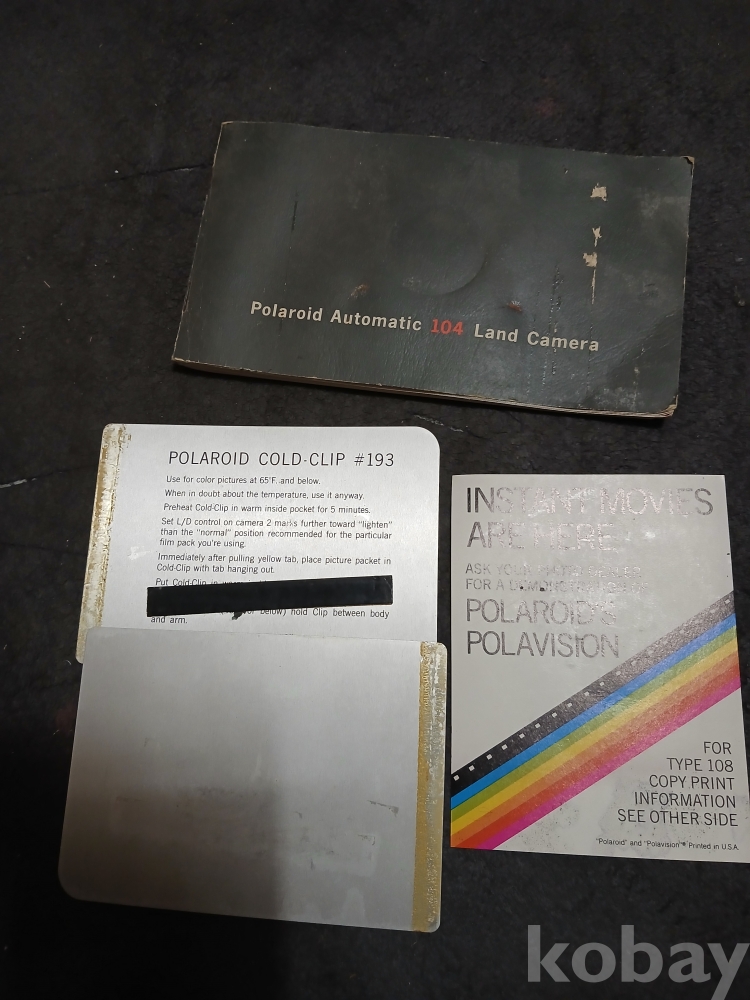 Polaroid Automatic 104 Land Camera
POLAROID COLD-CLIP #193
Use for color pictures at 65°F. and below.
When in doubt about the temperature, use it anyway.
Preheat Cold-Clip in warm inside pocket for 5 minutes.
Set L/D control on camera 2 marks further toward "lighten"
than the "normal" position recommended for the particular
film pack you're using.
Immediately after pulling yellow tab, place picture packet in
Cold-Clip with tab hanging out.
Put Cold-Clip in
below) hold Clip between body
and arm.
INSTANT MOVIES
ARE HERE.
ASK YOUR
FOR A
POLAROID'S
POLAVISION
FOR
TYPE 108
COPY PRINT
INFORMATION
SEE OTHER SIDE
"Polaroid" and "Polavision"® Printed in U.S.A.
kobay